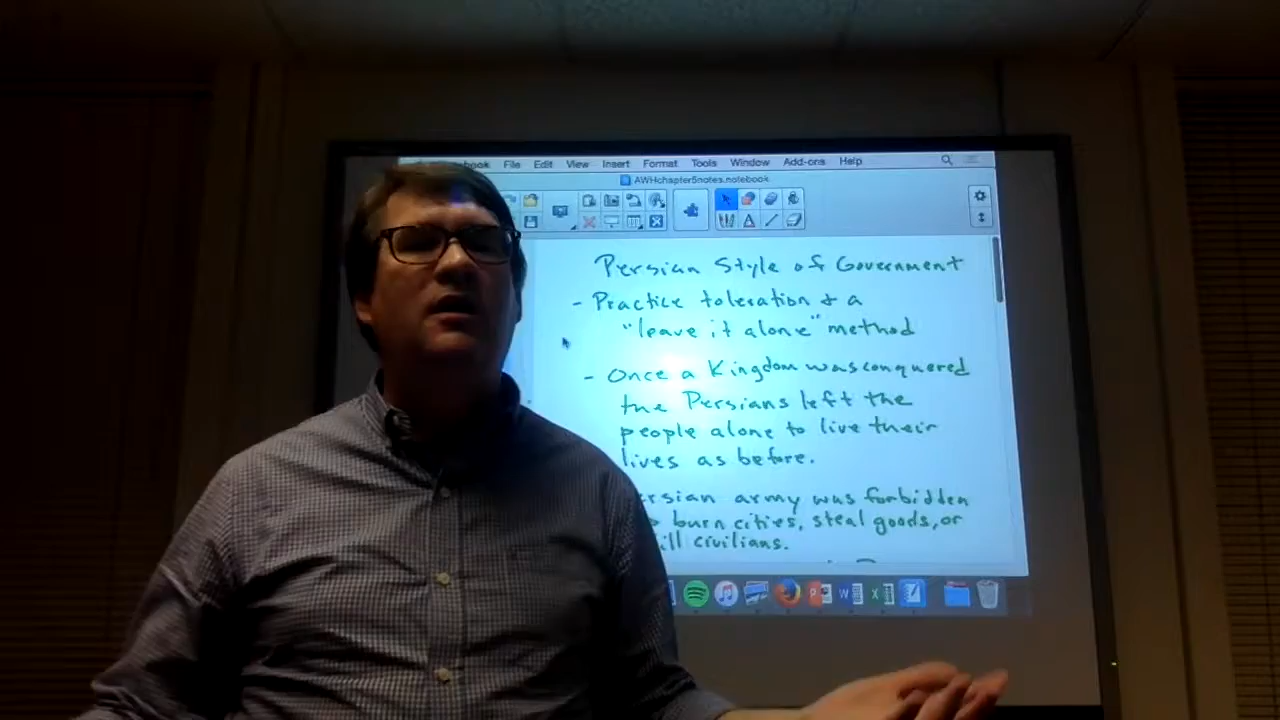 File Edit View Insert Format Tools Window Add-ons Help
AWHchapter5notes.notebook
Persian Style of Government
- Practice toleration & a
"leave it alone" method
- Once a Kingdom was conquered
the Persians left the
people alone to live their
lives as before.
army was forbidden
burn cities, steal goods, or
civilians.